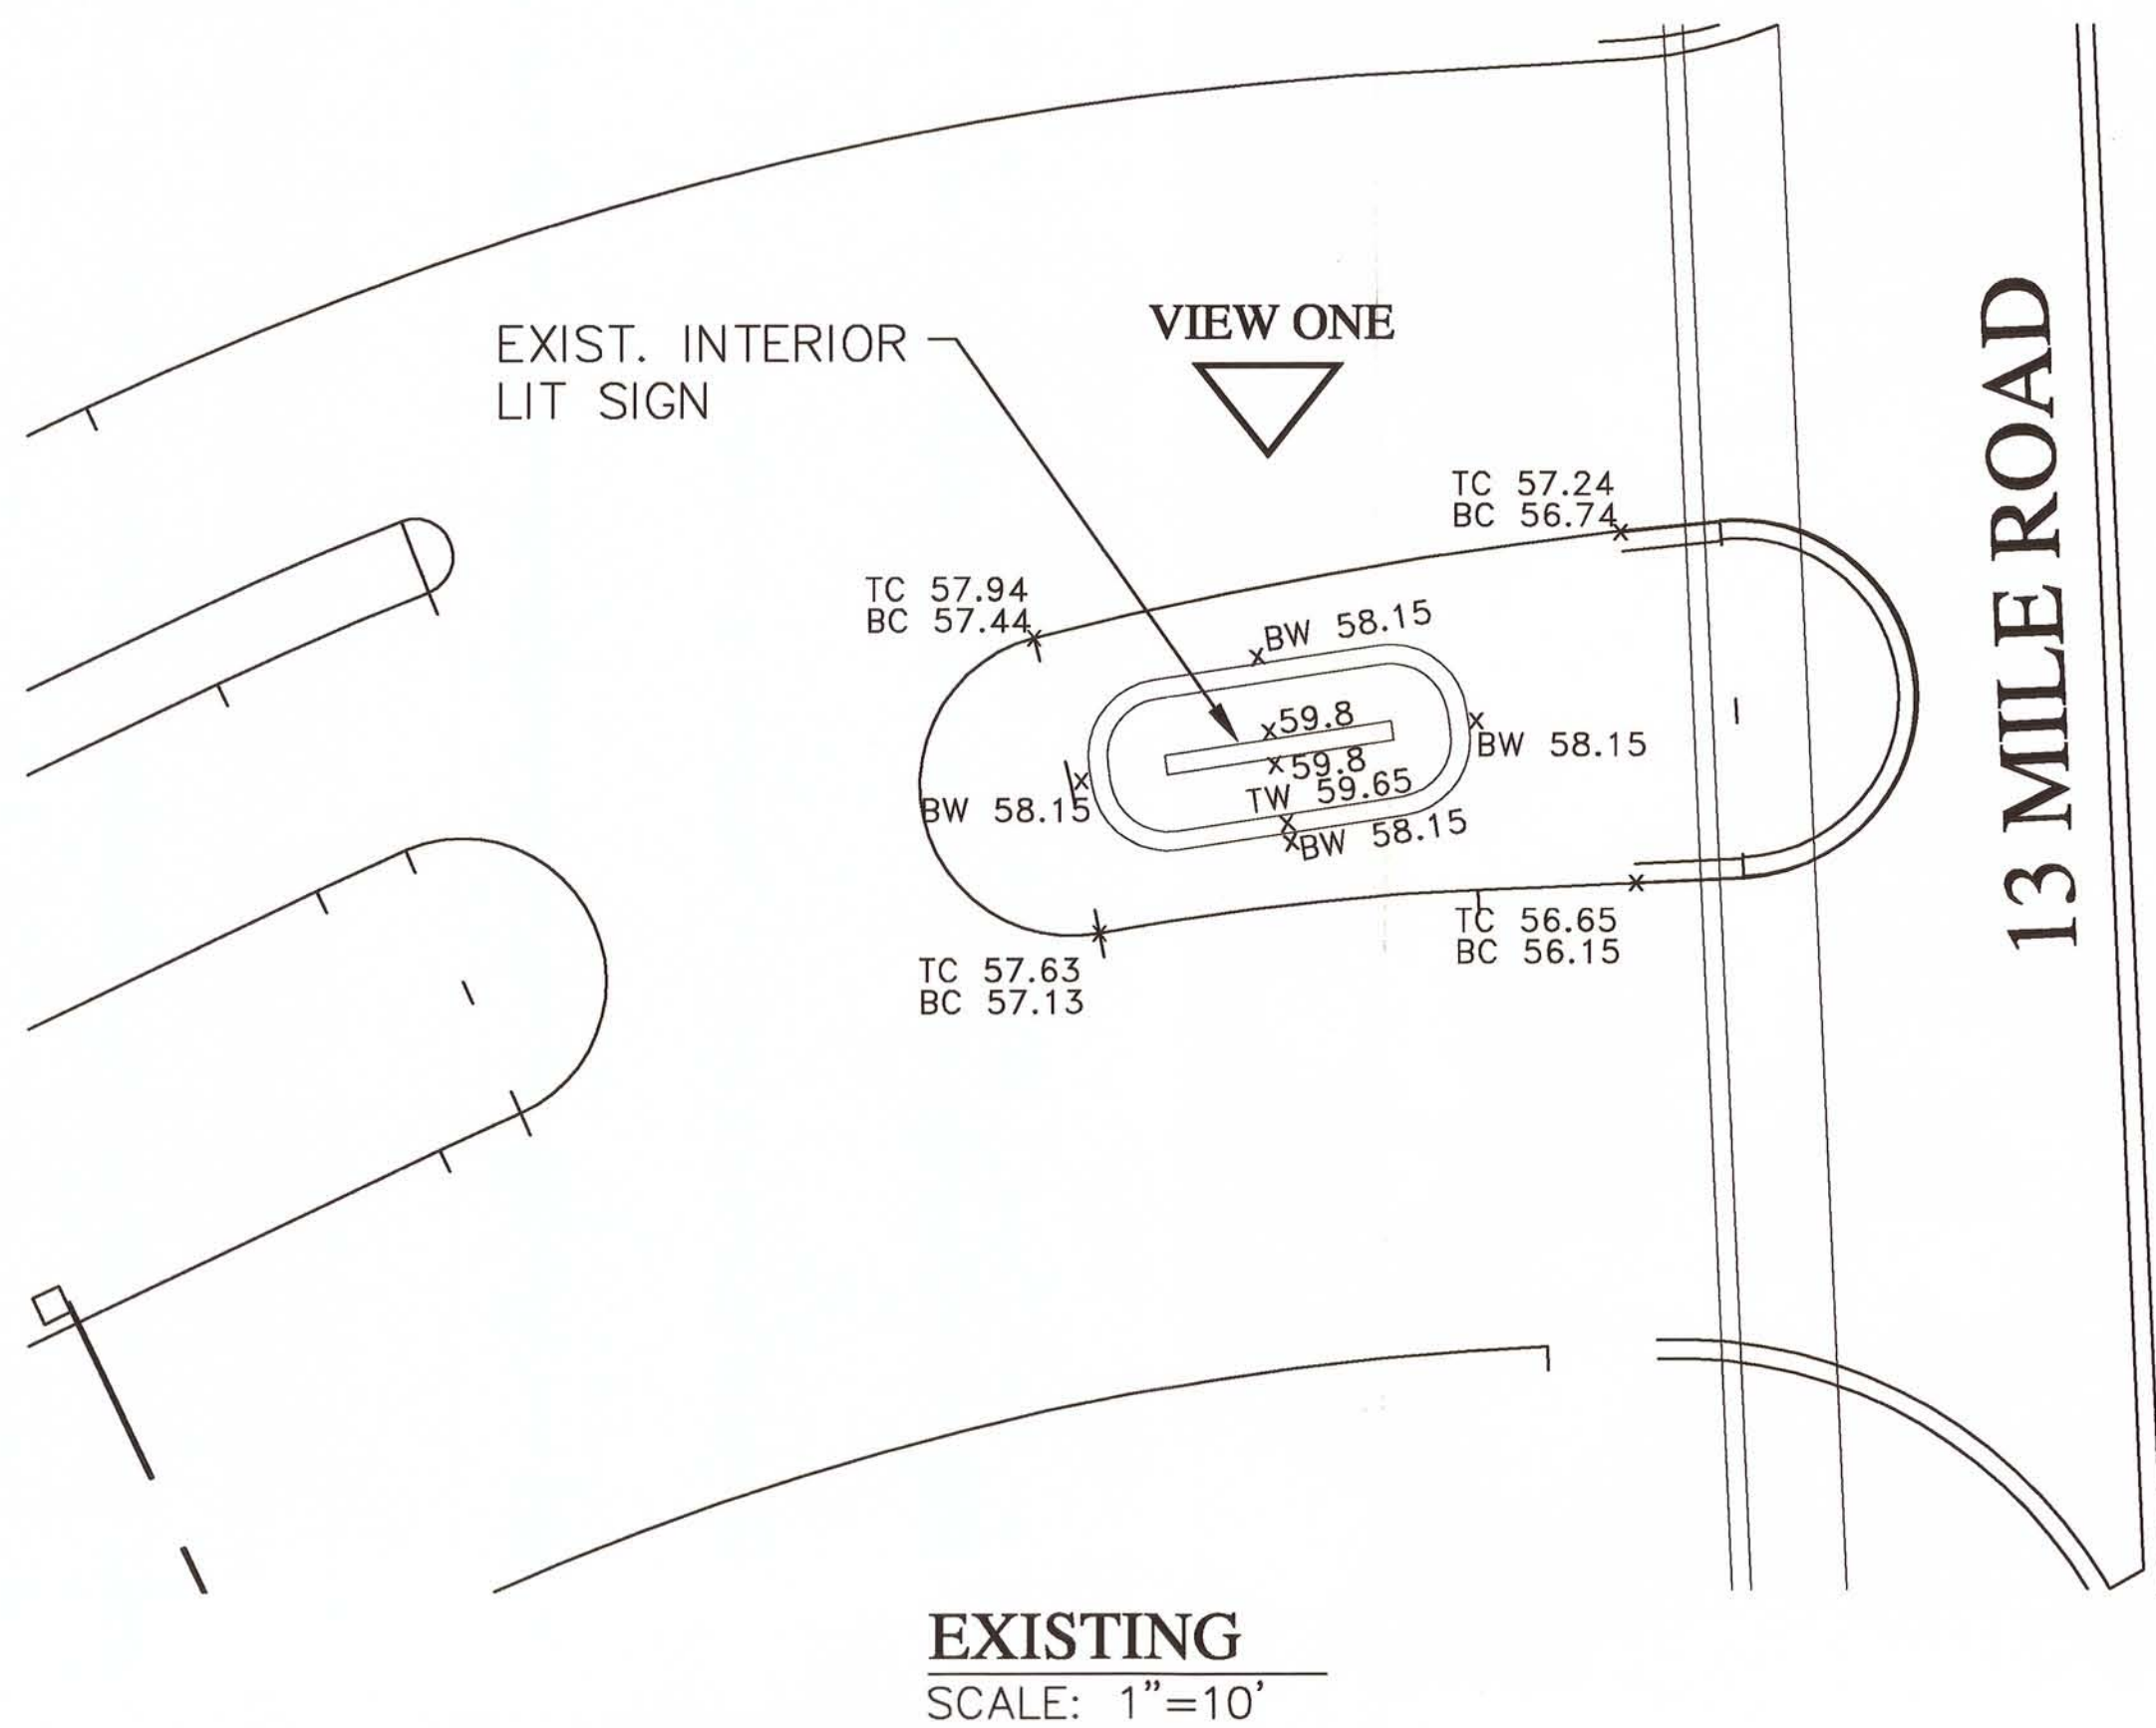 VIEW ONE
EXIST. INTERIOR
LIT SIGN
TC 57.24
BC 56.74
TC 57.94
BC 57.44
BW 58.15
59.8
BW 58.15
59.8
TW 59.65
BW 58.15
BW 58.15
TC 56.65
BC 56.15
TC 57.63
BC 57.13
13 MILE ROAD
EXISTING
SCALE: 1"=10'